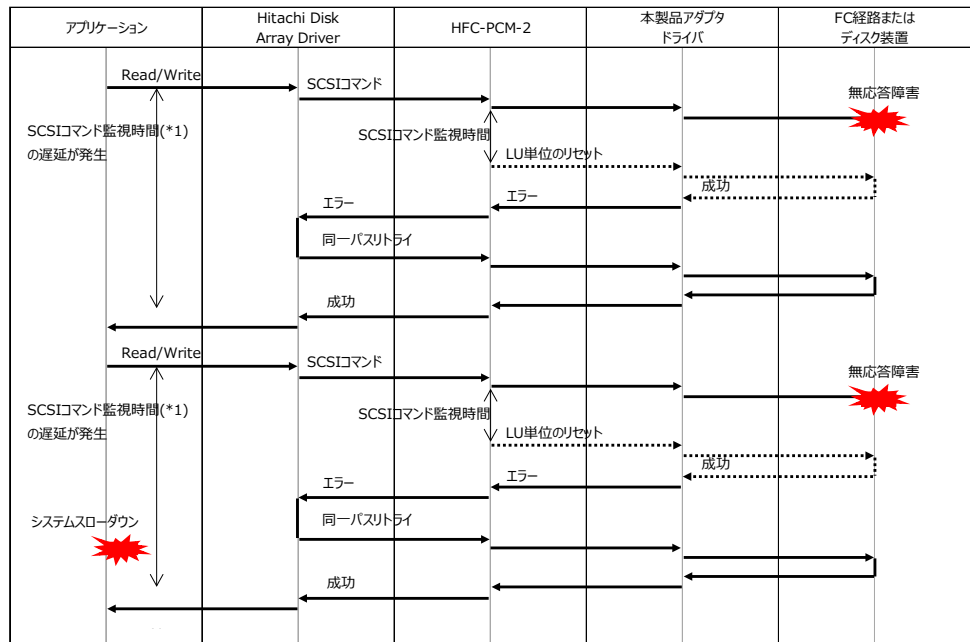 アプリケーション
Hitachi Disk
Array Driver
HFC-PCM-2
本製品アダプタ
ドライバ
FC経路または
ディスク装置
Read/Write
SCSIコマンド
無応答障害
SCSIコマンド監視時間(*1)
の遅延が発生
SCSIコマンド監視時間
LU単位のリセット
成功
エラー
エラー
同一パスリトライ
成功
Read/Write
SCSIコマンド
無応答障害
SCSIコマンド監視時間(*1)
の遅延が発生
SCSIコマンド監視時間
LU単位のリセット
成功
エラー
エラー
同一パスリトライ
システムスローダウン
成功